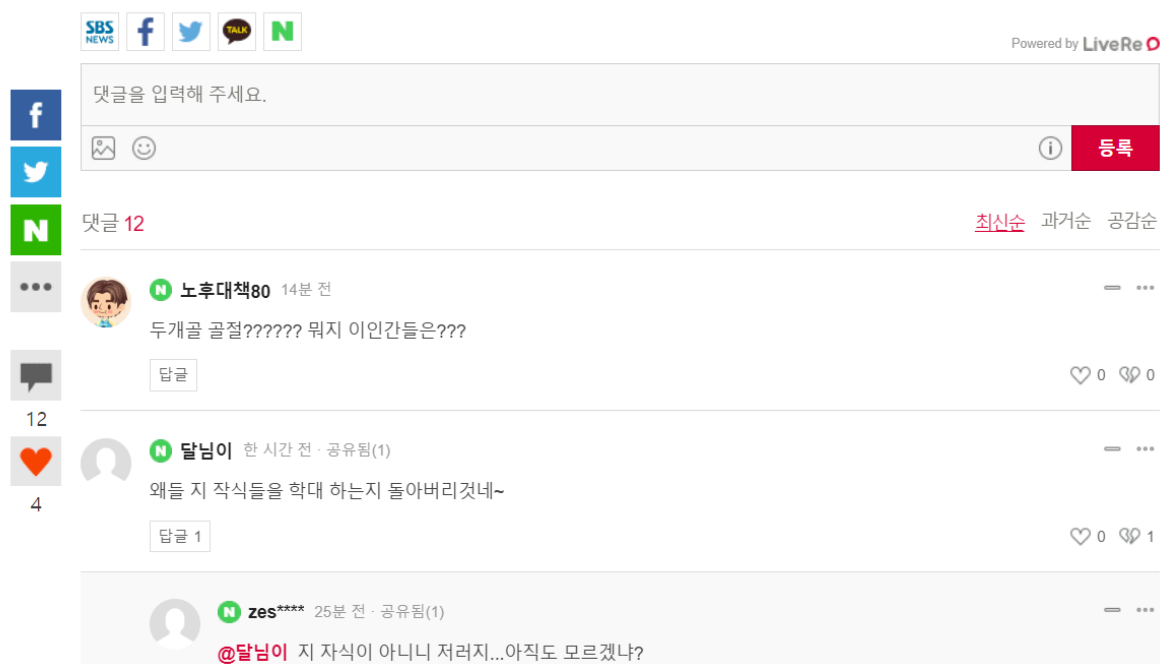 SBS
NEWS
TALK
Powered by LiveRe
댓글을 입력해 주세요.
등록
댓글 12
최신순 과거순 공감순
노후대책80 14분 전
두개골 골절?????? 뭐지 이인간들은???
답글
0 0
12
달님이 한 시간 전 · 공유됨(1)
4
왜들 지 작식들을 학대 하는지 돌아버리것네~
답글 1
0 1
zes**** 25분 전 · 공유됨(1)
@달님이 지 자식이 아니니 저러지...아직도 모르겠냐?